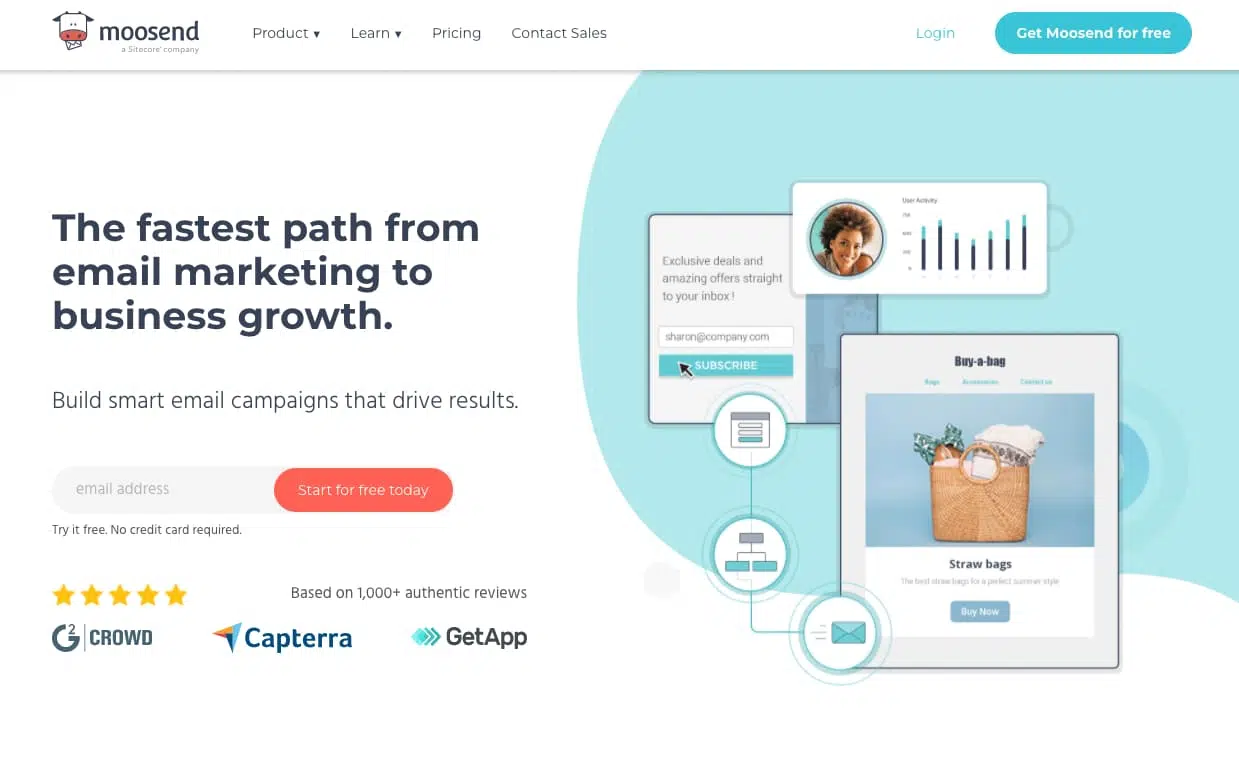 moosend
a Sitecore company
Product ▾
Learn ▾
Pricing
Contact Sales
Login
Get Moosend for free
The fastest path from
email marketing to
business growth.
Build smart email campaigns that drive results.
email address
Start for free today
Try it free. No credit card required.
Based on 1,000+ authentic reviews
G2 CROWD
Capterra
GetApp
User Activity
Exclusive deals and
amazing offers straight
to your inbox !
sharon@company.com
SUBSCRIBE
Buy-a-bag
Bags
Accessories
Contact us
Straw bags
The best straw bags for a perfect summer style
Buy Now